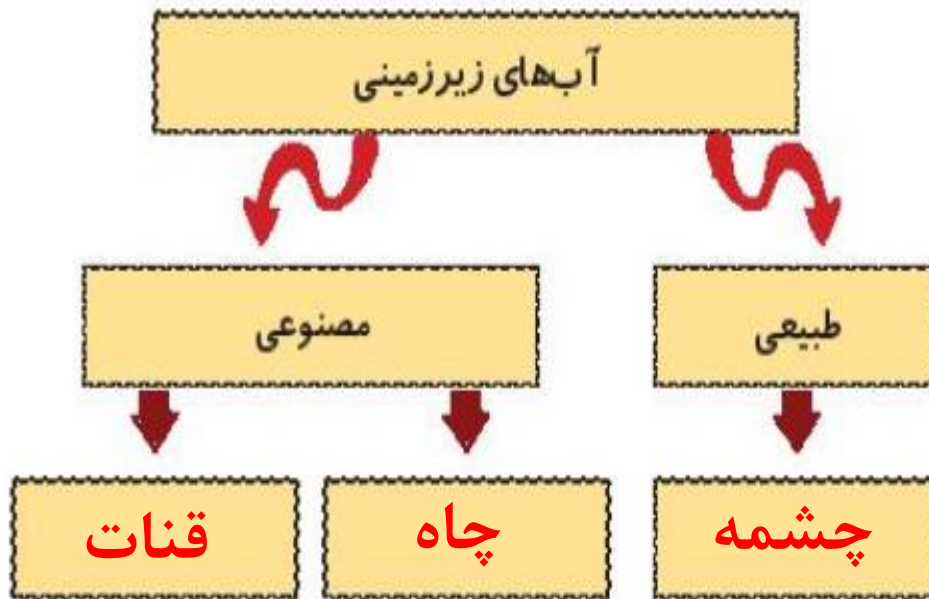 آب‌های زیرزمینی
طبیعی
مصنوعی
چشمه
چاه
قنات